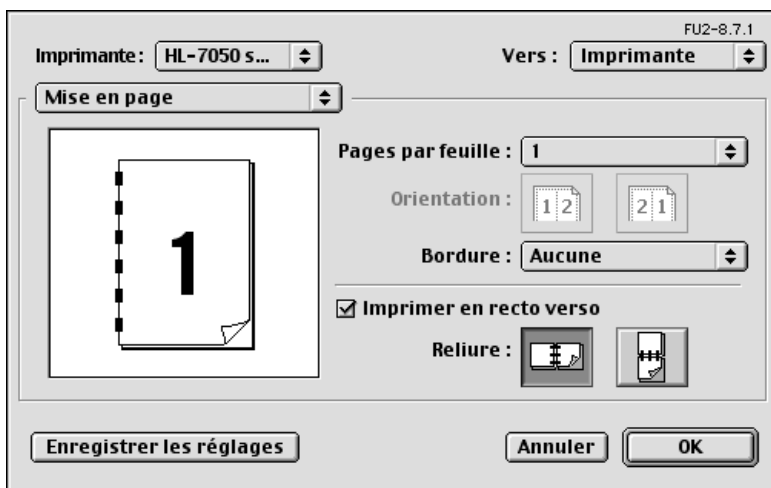 FU2-8.7.1
Imprimante: HL-7050 s... Vers : Imprimante
Mise en page
Pages par feuille : 1
Orientation : 1 2 2 1
1
Bordure : Aucune
Imprimer en recto verso
Reliure :
Enregistrer les réglages Annuler OK